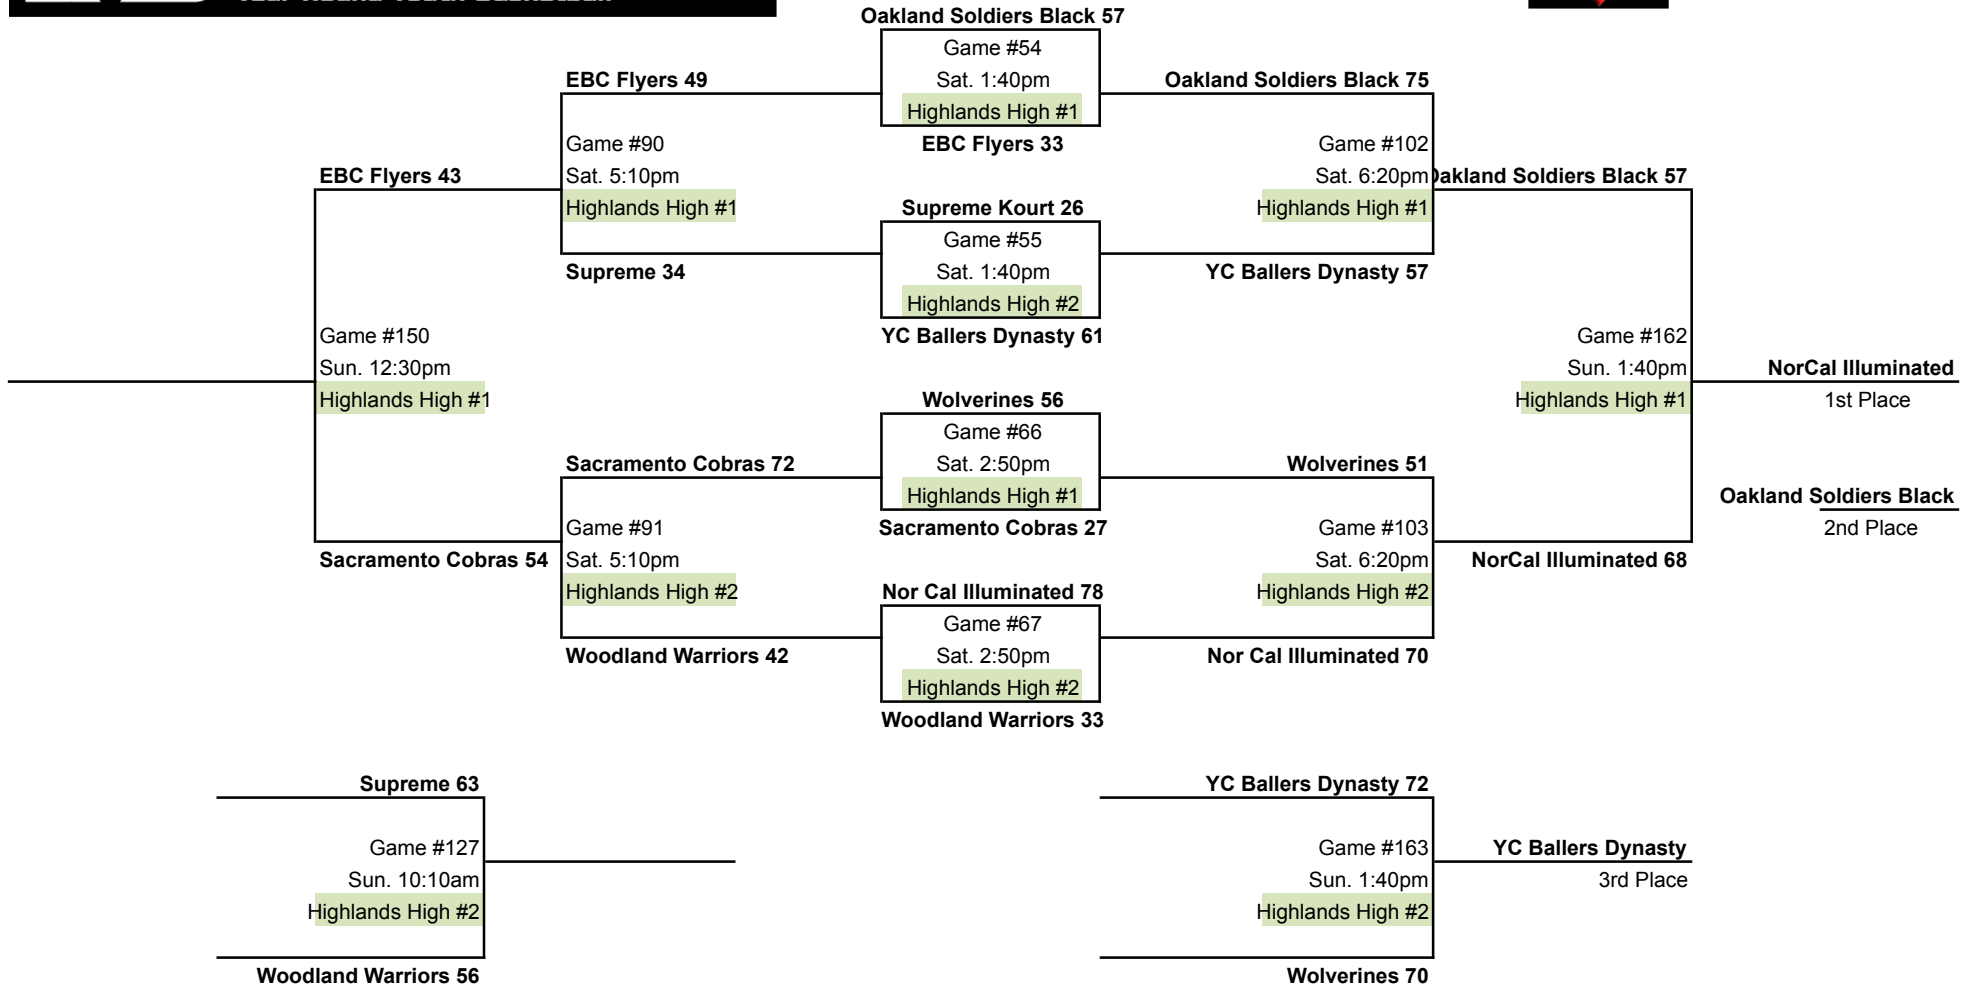 Year Round Youth Basketball
Oakland Soldiers Black 57
Game #54
EBC Flyers 49
Sat. 1:40pm
Oakland Soldiers Black 75
Highlands High #1
Game #90
EBC Flyers 33
Game #102
EBC Flyers 43
Sat. 5:10pm
Sat. 6:20pm
Oakland Soldiers Black 57
Highlands High #1
Supreme Kourt 26
Highlands High #1
Game #55
Supreme 34
Sat. 1:40pm
YC Ballers Dynasty 57
Highlands High #2
Game #150
YC Ballers Dynasty 61
Game #162
Sun. 12:30pm
Sun. 1:40pm
NorCal Illuminated
Highlands High #1
Wolverines 56
Highlands High #1
1st Place
Game #66
Sacramento Cobras 72
Sat. 2:50pm
Wolverines 51
Highlands High #1
Oakland Soldiers Black
Game #91
Sacramento Cobras 27
Game #103
2nd Place
Sacramento Cobras 54
Sat. 5:10pm
Sat. 6:20pm
NorCal Illuminated 68
Highlands High #2
Nor Cal Illuminated 78
Highlands High #2
Game #67
Woodland Warriors 42
Sat. 2:50pm
Nor Cal Illuminated 70
Highlands High #2
Woodland Warriors 33
Supreme 63
YC Ballers Dynasty 72
Game #127
Game #163
YC Ballers Dynasty
Sun. 10:10am
Sun. 1:40pm
3rd Place
Highlands High #2
Highlands High #2
Woodland Warriors 56
Wolverines 70